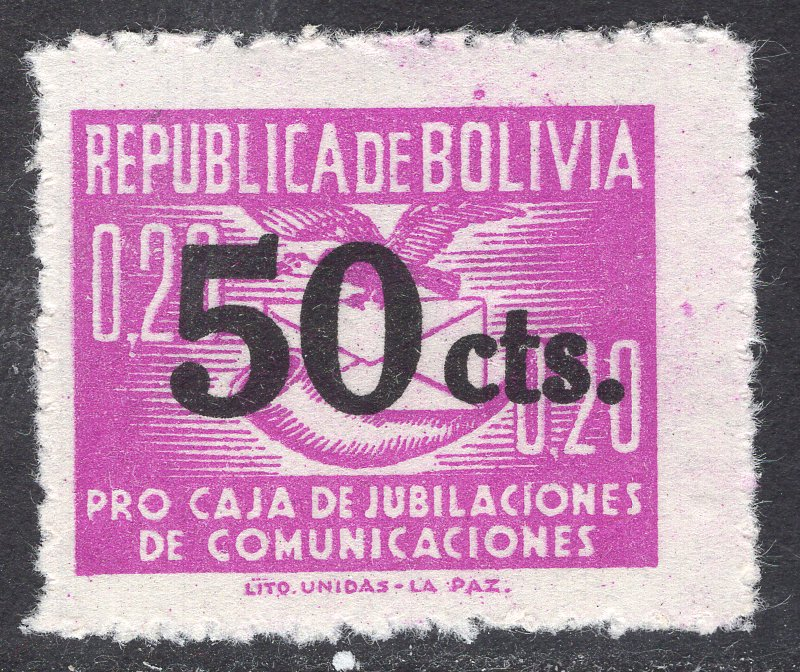 REPUBLICA DE BOLIVIA
0,20
50 cts.
0,20
PRO CAJA DE JUBILACIONES
DE COMUNICACIONES
LITO. UNIDAS - LA PAZ.